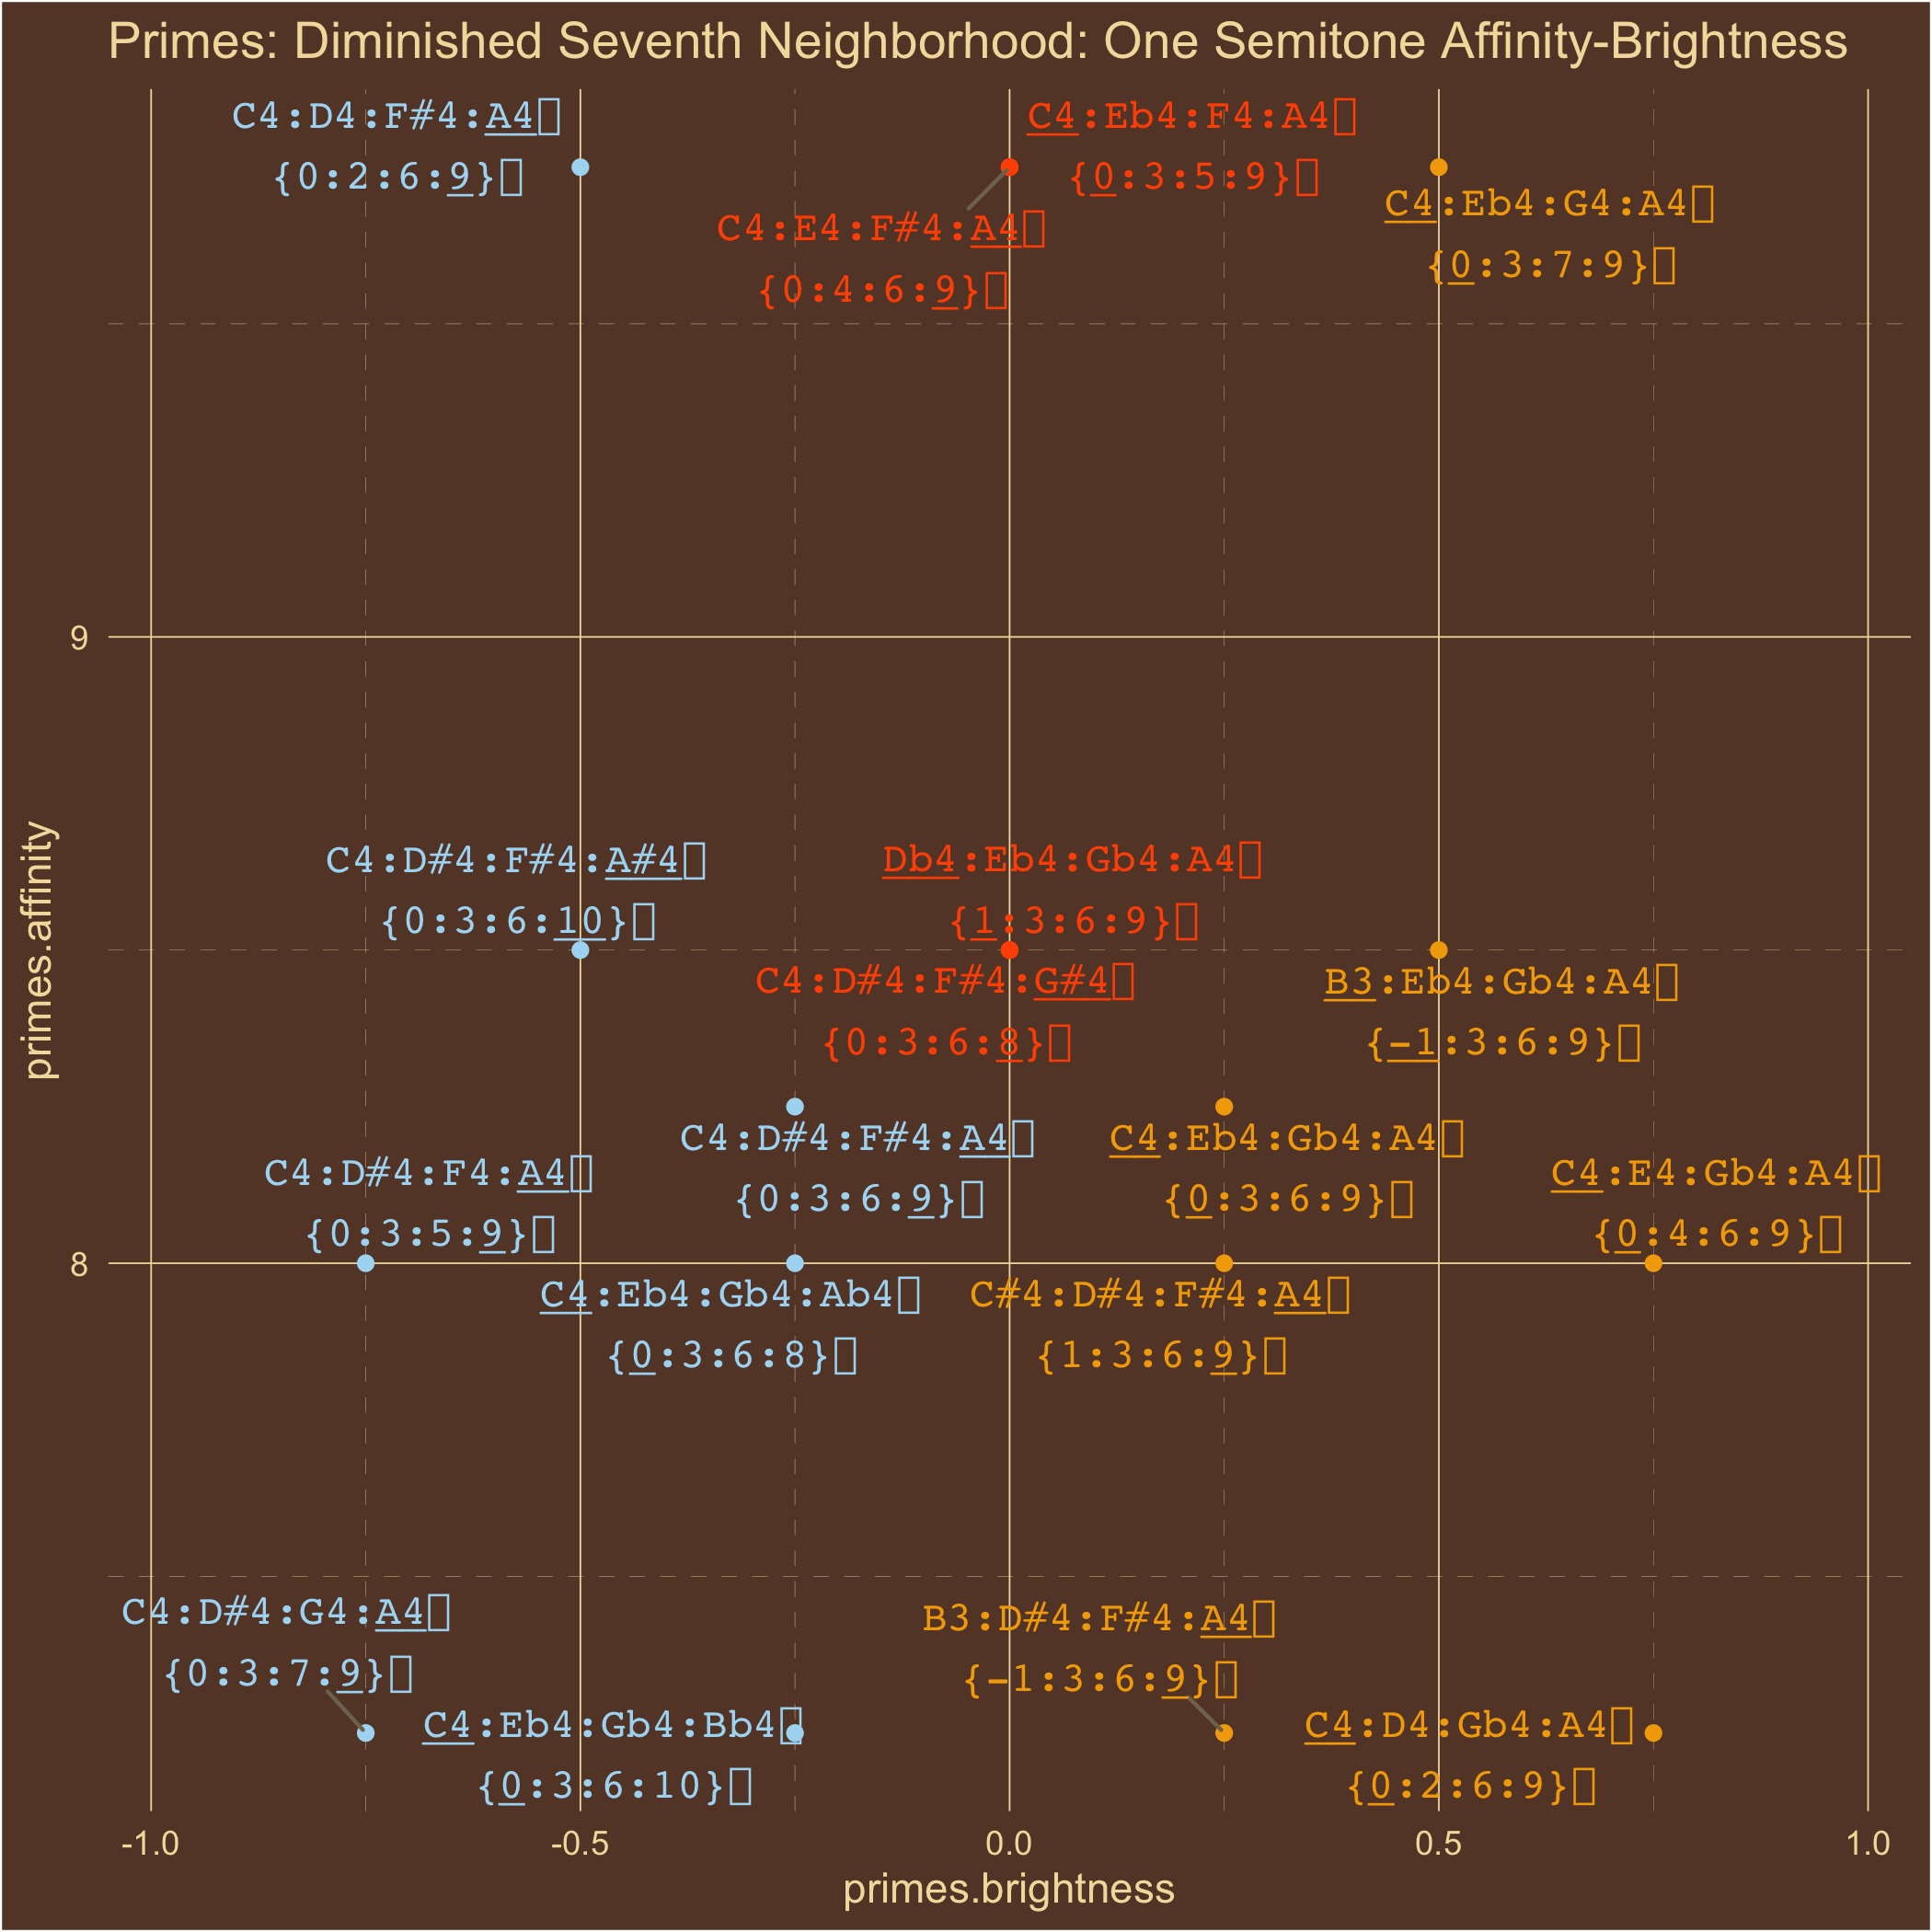 Primes: Diminished Seventh Neighborhood: One Semitone Affinity-Brightness
C4:D4:F#4:A4
{0:2:6:9}
C4:Eb4:F4:A4
{0:3:5:9}
C4:E4:F#4:A4
{0:4:6:9}
C4:Eb4:G4:A4
{0:3:7:9}
9
C4:D#4:F#4:A#4
{0:3:6:10}
Db4:Eb4:Gb4:A4
{1:3:6:9}
C4:D#4:F#4:G#4
{0:3:6:8}
B3:Eb4:Gb4:A4
{-1:3:6:9}
C4:D#4:F#4:A4
{0:3:6:9}
C4:Eb4:Gb4:A4
{0:3:6:9}
C4:D#4:F4:A4
{0:3:5:9}
C4:E4:Gb4:A4
{0:4:6:9}
8
C4:Eb4:Gb4:Ab4
{0:3:6:8}
C#4:D#4:F#4:A4
{1:3:6:9}
C4:D#4:G4:A4
{0:3:7:9}
B3:D#4:F#4:A4
{-1:3:6:9}
C4:Eb4:Gb4:Bb4
{0:3:6:10}
C4:D4:Gb4:A4
{0:2:6:9}
primes.affinity
-1.0 -0.5 0.0 0.5 1.0
primes.brightness